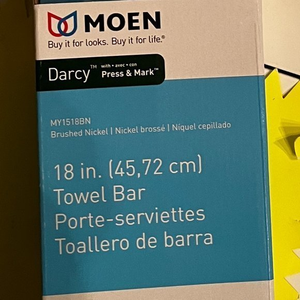 MOEN
Buy it for looks. Buy it for life.®
Darcy™ with • avec • con Press & Mark™
MY1518BN
Brushed Nickel | Nickel brossé | Níquel cepillado
18 in. (45,72 cm)
Towel Bar
Porte-serviettes
Toallero de barra